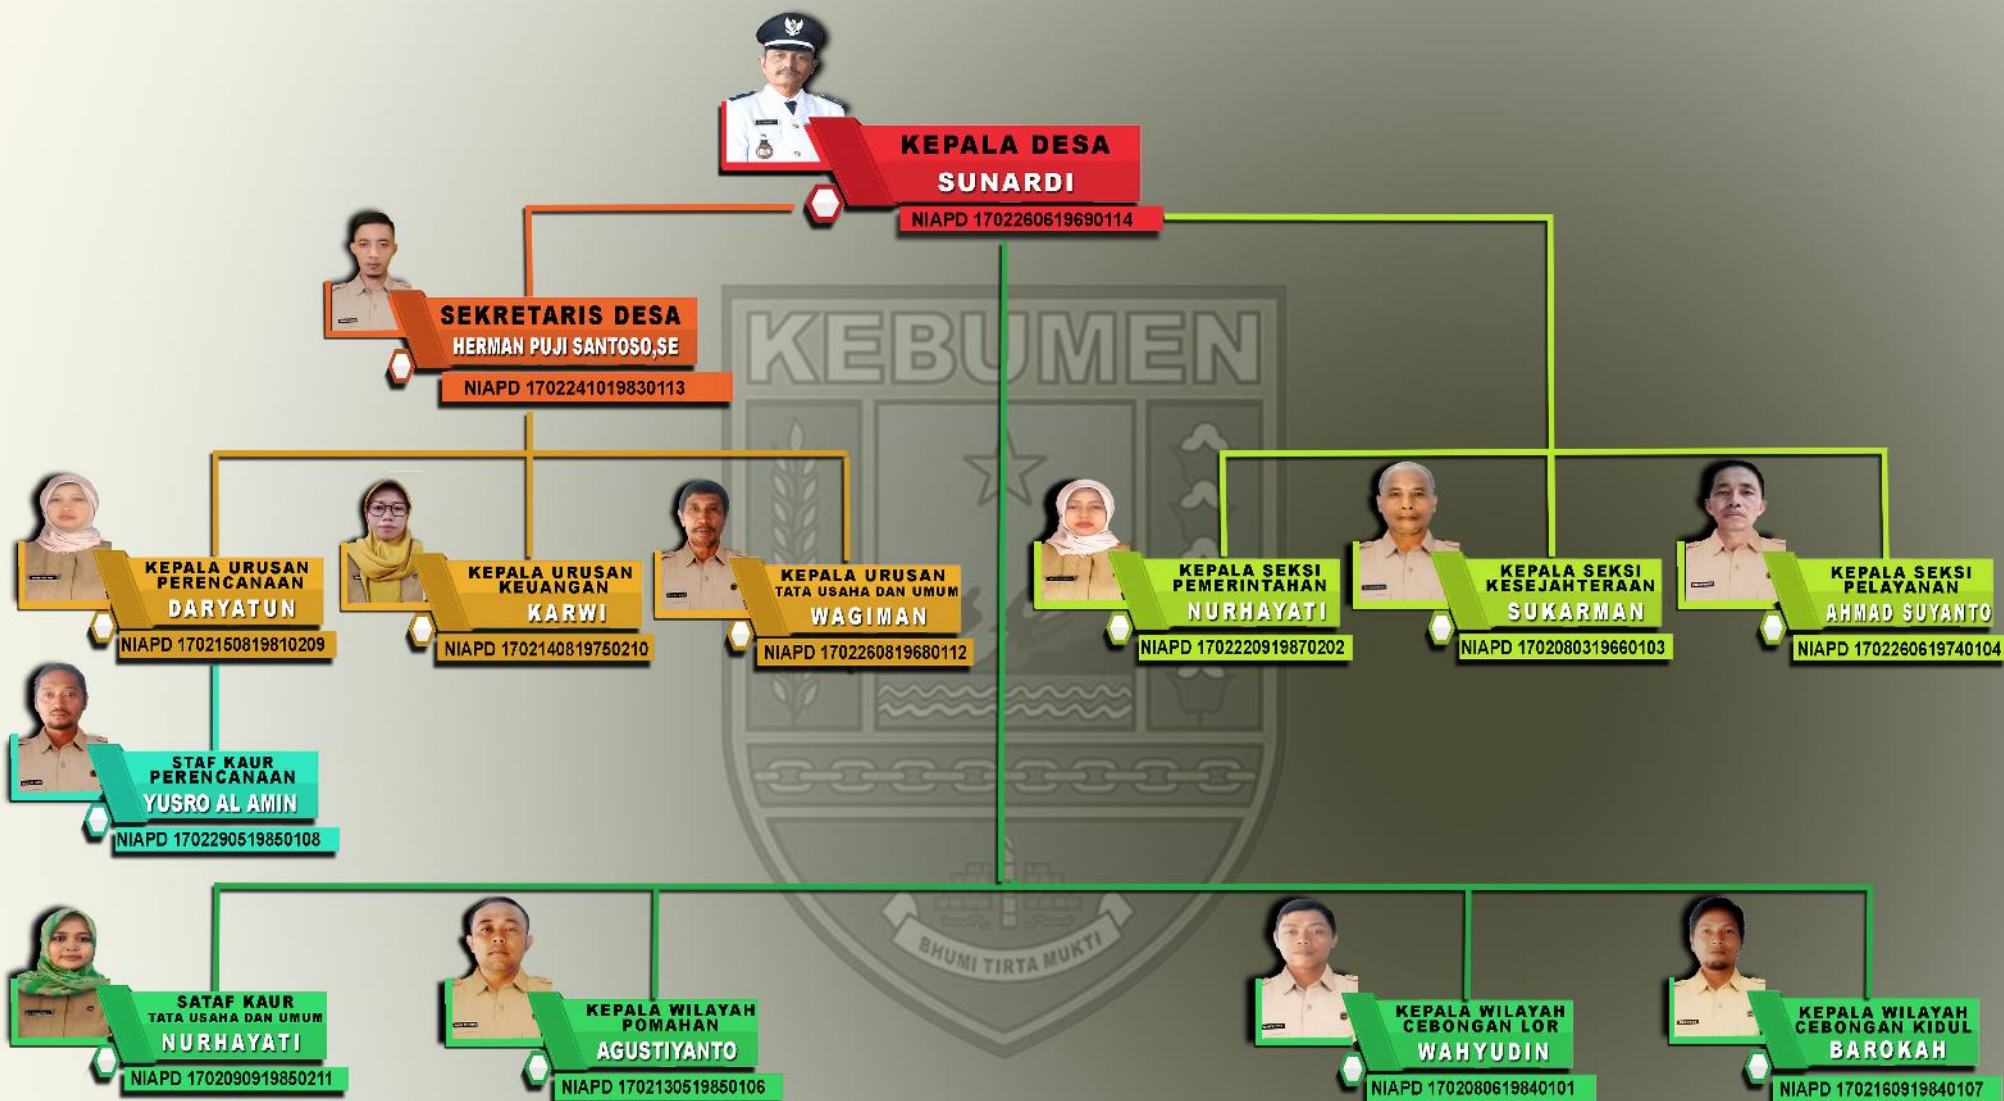 KEPALA DESA
SUNARDI
NIAPD 1702260619690114
SEKRETARIS DESA
HERMAN PUJI SANTOSO,SE
NIAPD 1702241019830113
KEBUMEN
KEPALA URUSAN
PERENCANAAN
DARYATUN
NIAPD 1702150819810209
KEPALA URUSAN
KEUANGAN
KARWI
NIAPD 1702140819750210
KEPALA URUSAN
TATA USAHA DAN UMUM
WAGIMAN
NIAPD 1702260819680112
KEPALA SEKSI
PEMERINTAHAN
NURHAYATI
NIAPD 1702220919870202
KEPALA SEKSI
KESEJAHTERAAN
SUKARMAN
NIAPD 1702080319660103
KEPALA SEKSI
PELAYANAN
AHMAD SUYANTO
NIAPD 1702260619740104
STAF KAUR
PERENCANAAN
YUSRO AL AMIN
NIAPD 1702290519850108
BHUMI TIRTA MUKTI
SATAF KAUR
TATA USAHA DAN UMUM
NURHAYATI
NIAPD 1702090919850211
KEPALA WILAYAH
POMAHAN
AGUSTIYANTO
NIAPD 1702130519850106
KEPALA WILAYAH
CEBONGAN LOR
WAHYUDIN
NIAPD 1702080619840101
KEPALA WILAYAH
CEBONGAN KIDUL
BAROKAH
NIAPD 1702160919840107